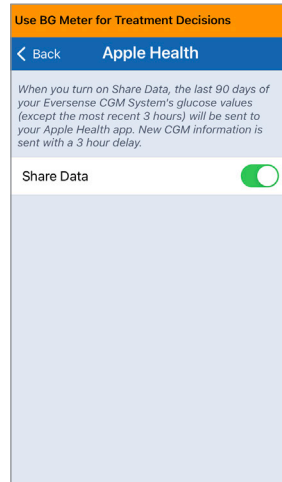 Use BG Meter for Treatment Decisions
Back Apple Health
When you turn on Share Data, the last 90 days of
your Eversense CGM System's glucose values
(except the most recent 3 hours) will be sent to
your Apple Health app. New CGM information is
sent with a 3 hour delay.
Share Data